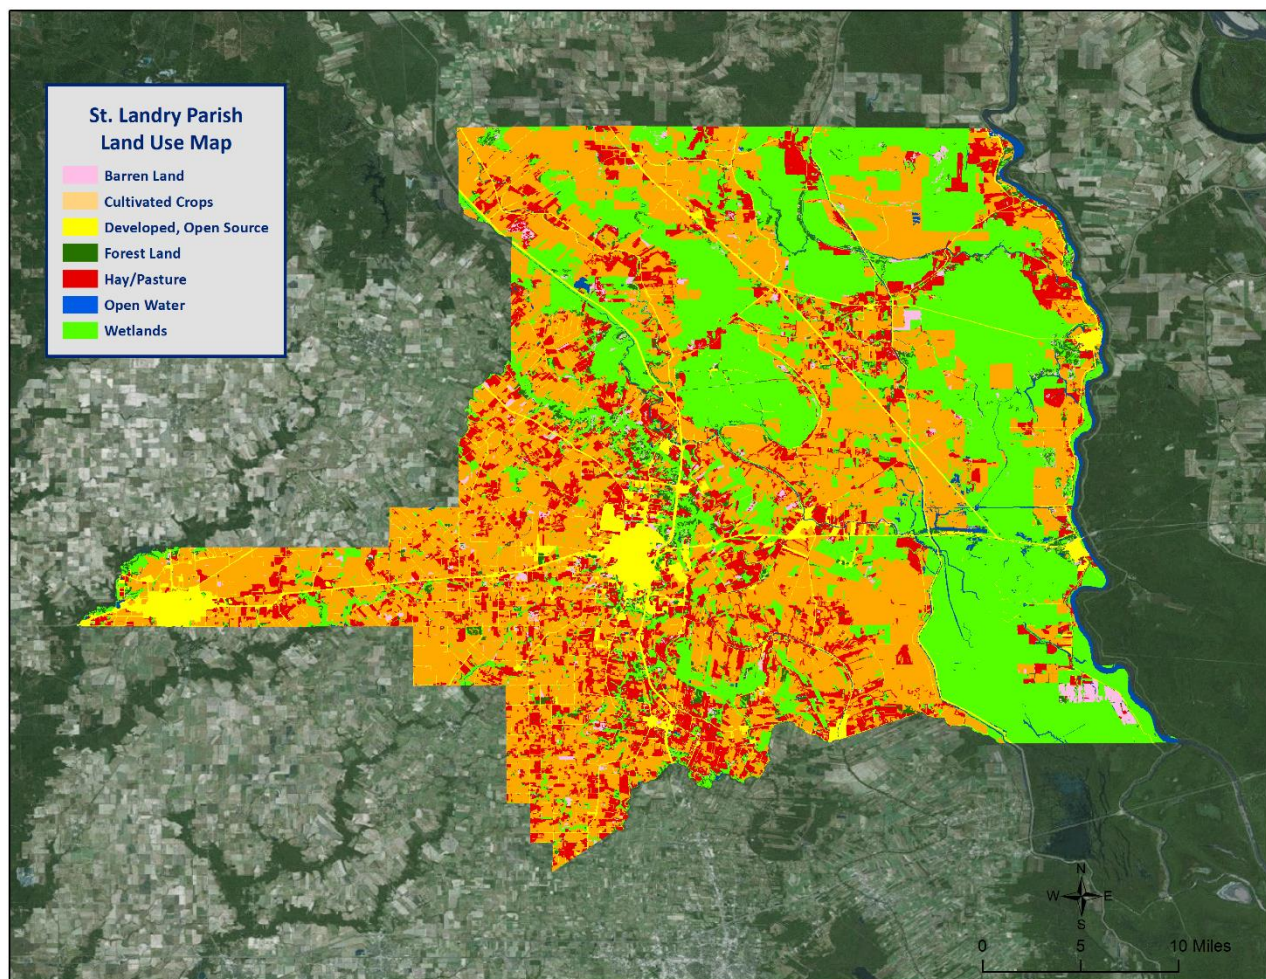 St. Landry Parish
Land Use Map
Barren Land
Cultivated Crops
Developed, Open Source
Forest Land
Hay/Pasture
Open Water
Wetlands
N
W E
S
0 5 10 Miles